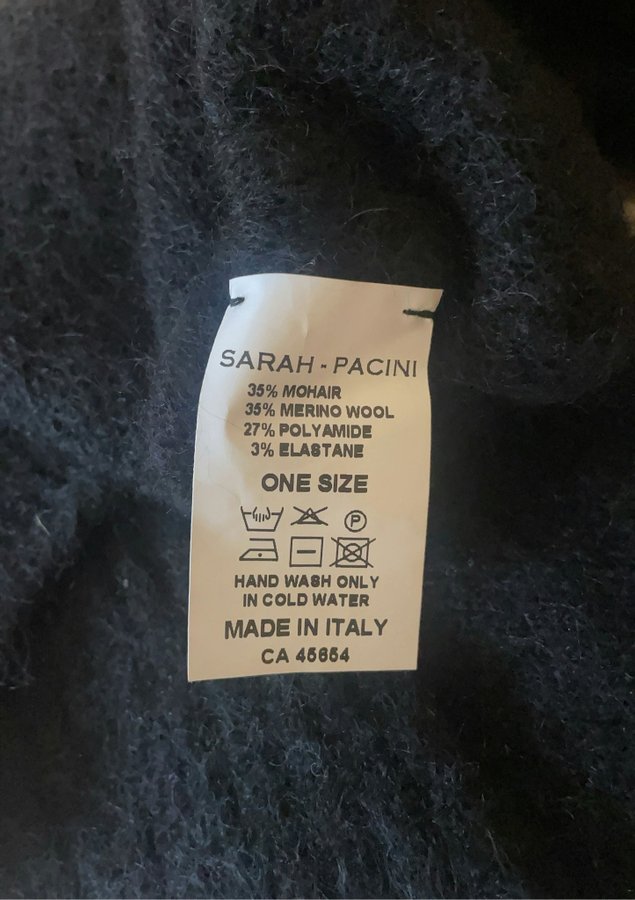 SARAH - PACINI
35% MOHAIR
35% MERINO WOOL
27% POLYAMIDE
3% ELASTANE
ONE SIZE
P
HAND WASH ONLY
IN COLD WATER
MADE IN ITALY
CA 45654